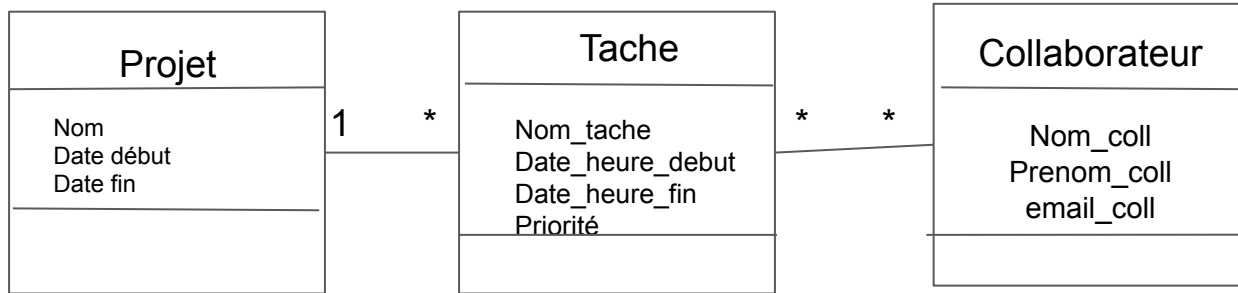 Projet
Nom
Date début
Date fin
1 *
Tache
Nom_tache
Date_heure_debut
Date_heure_fin
Priorité
* *
Collaborateur
Nom_coll
Prenom_coll
email_coll